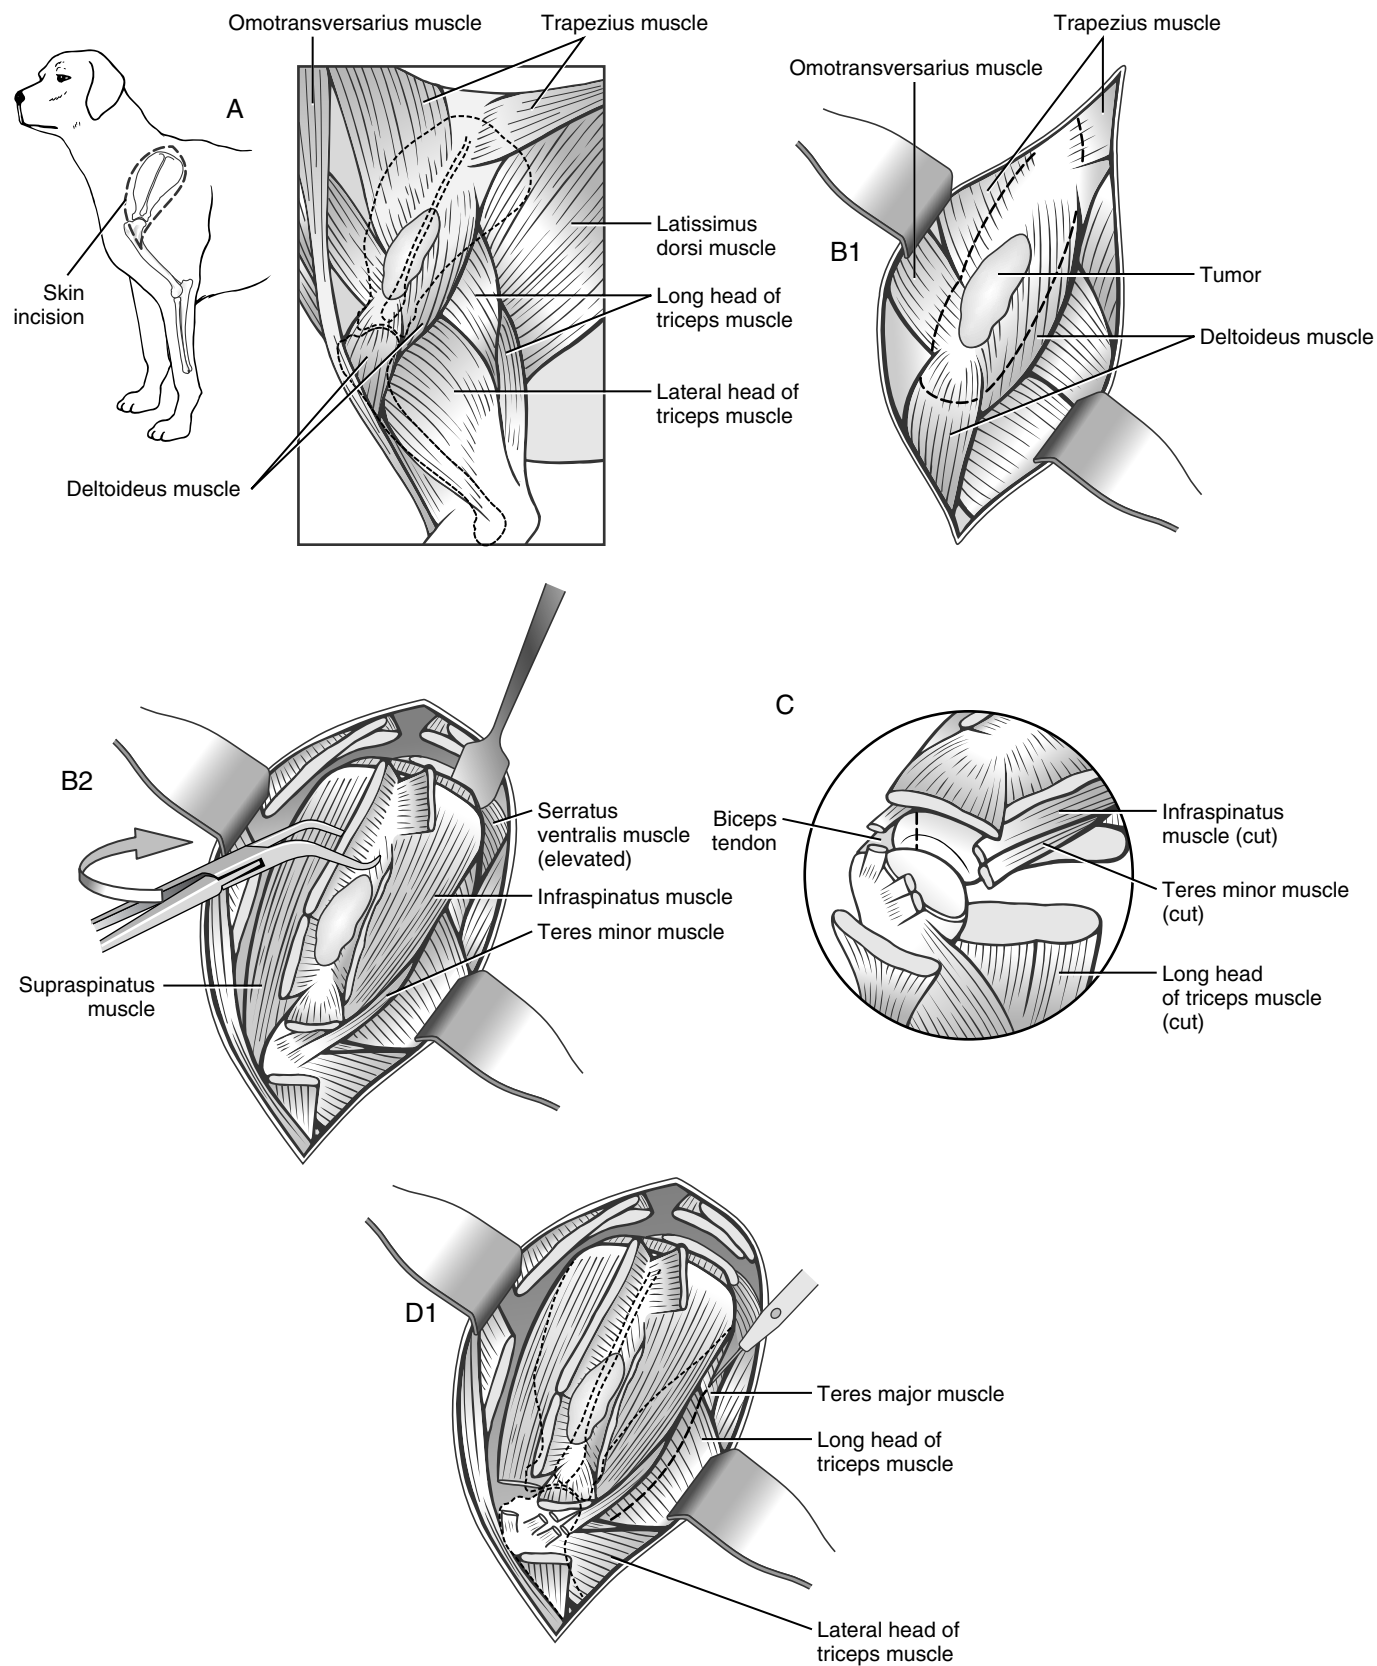 Omotransversarius muscle
Trapezius muscle
A
Skin
incision
Latissimus
dorsi muscle
Long head of
triceps muscle
Lateral head of
triceps muscle
Deltoideus muscle
Trapezius muscle
Omotransversarius muscle
B1
Tumor
Deltoideus muscle
B2
Serratus
ventralis muscle
(elevated)
Infraspinatus muscle
Teres minor muscle
Supraspinatus
muscle
C
Biceps
tendon
Infraspinatus
muscle (cut)
Teres minor muscle
(cut)
Long head
of triceps muscle
(cut)
D1
Teres major muscle
Long head of
triceps muscle
Lateral head of
triceps muscle